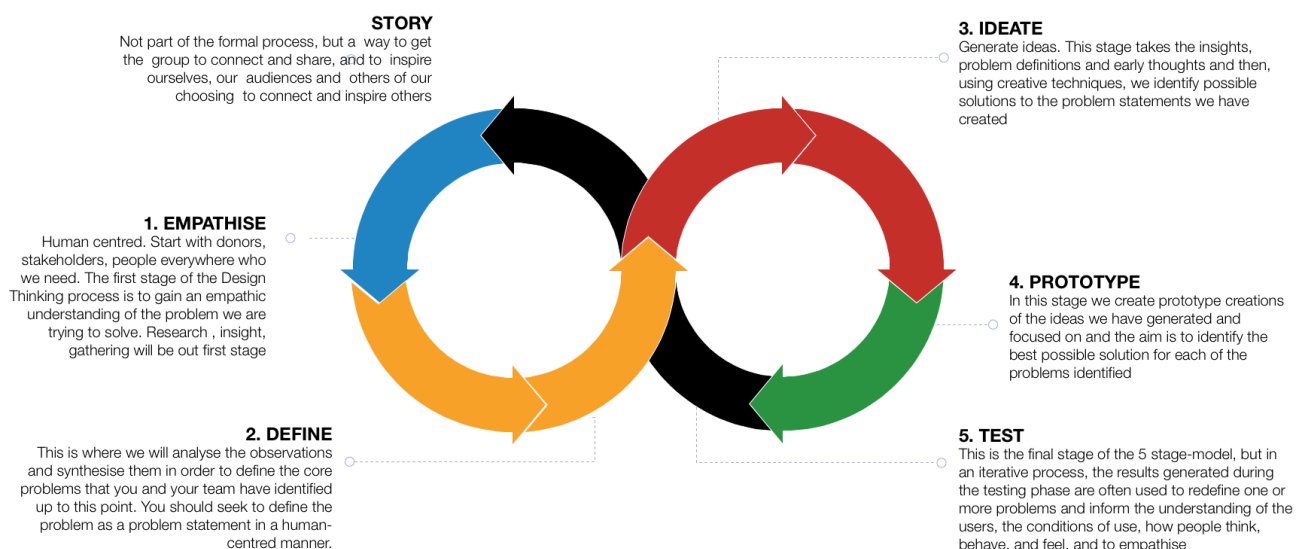 STORY
Not part of the formal process, but a way to get
the group to connect and share, and to inspire
ourselves, our audiences and others of our
choosing to connect and inspire others
1. EMPATHISE
Human centred. Start with donors,
stakeholders, people everywhere who
we need. The first stage of the Design
Thinking process is to gain an empathic
understanding of the problem we are
trying to solve. Research , insight,
gathering will be out first stage
2. DEFINE
This is where we will analyse the observations
and synthesise them in order to define the core
problems that you and your team have identified
up to this point. You should seek to define the
problem as a problem statement in a human-
centred manner.
3. IDEATE
Generate ideas. This stage takes the insights,
problem definitions and early thoughts and then,
using creative techniques, we identify possible
solutions to the problem statements we have
created
4. PROTOTYPE
In this stage we create prototype creations
of the ideas we have generated and
focused on and the aim is to identify the
best possible solution for each of the
problems identified
5. TEST
This is the final stage of the 5 stage-model, but in
an iterative process, the results generated during
the testing phase are often used to redefine one or
more problems and inform the understanding of the
users, the conditions of use, how people think,
behave, and feel, and to empathise